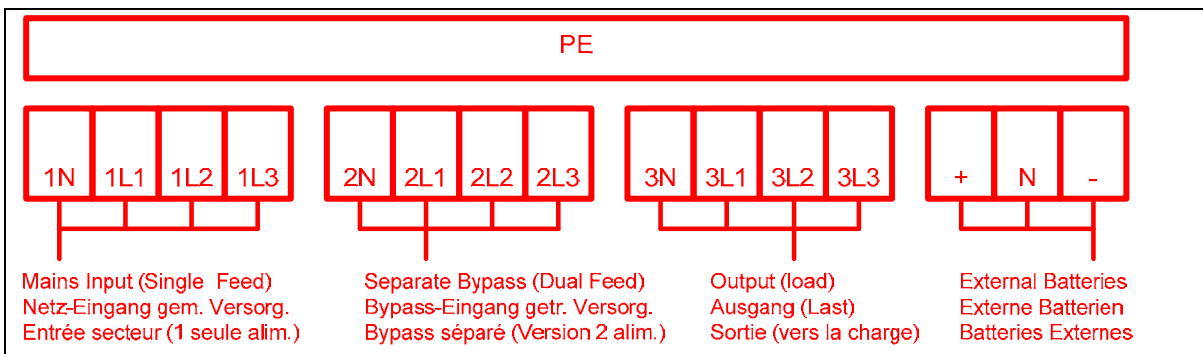 PE
1N 1L1 1L2 1L3 2N 2L1 2L2 2L3 3N 3L1 3L2 3L3 + N -
Mains Input (Single Feed)
Netz-Eingang gem. Versorg.
Entrée secteur (1 seule alim.)
Separate Bypass (Dual Feed)
Bypass-Eingang getr. Versorg.
Bypass séparé (Version 2 alim.)
Output (load)
Ausgang (Last)
Sortie (vers la charge)
External Batteries
Externe Batterien
Batteries Externes